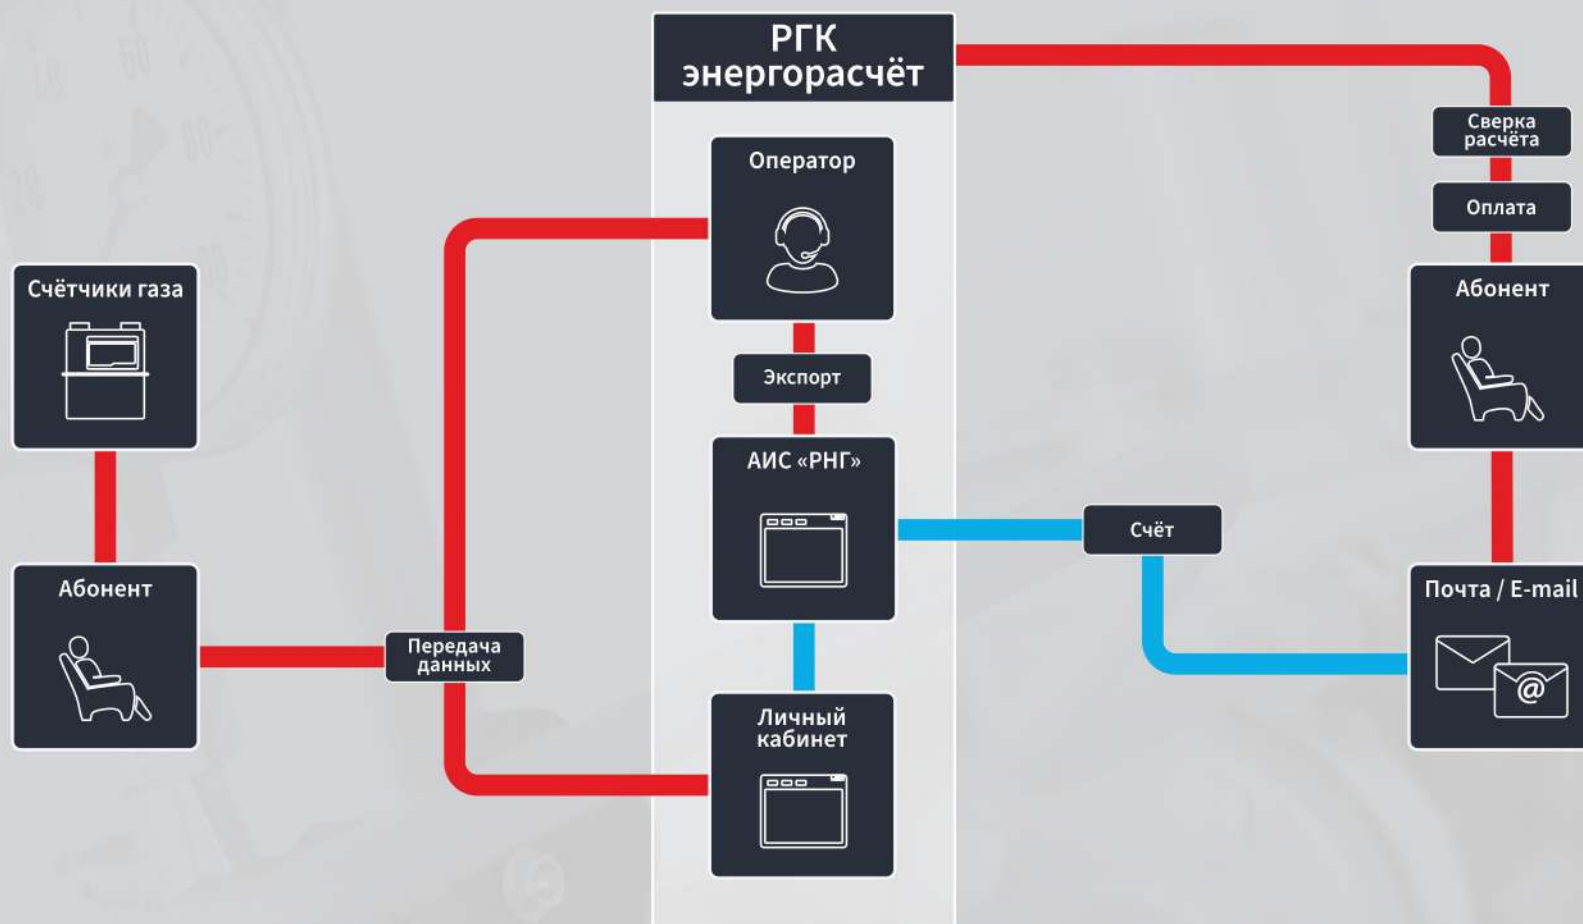 РГК
энергорасчёт
Сверка
расчёта
Оператор
Оплата
Счётчики газа
Абонент
Экспорт
АИС «РНГ»
Счёт
Абонент
Почта / E-mail
Передача
данных
Личный
кабинет